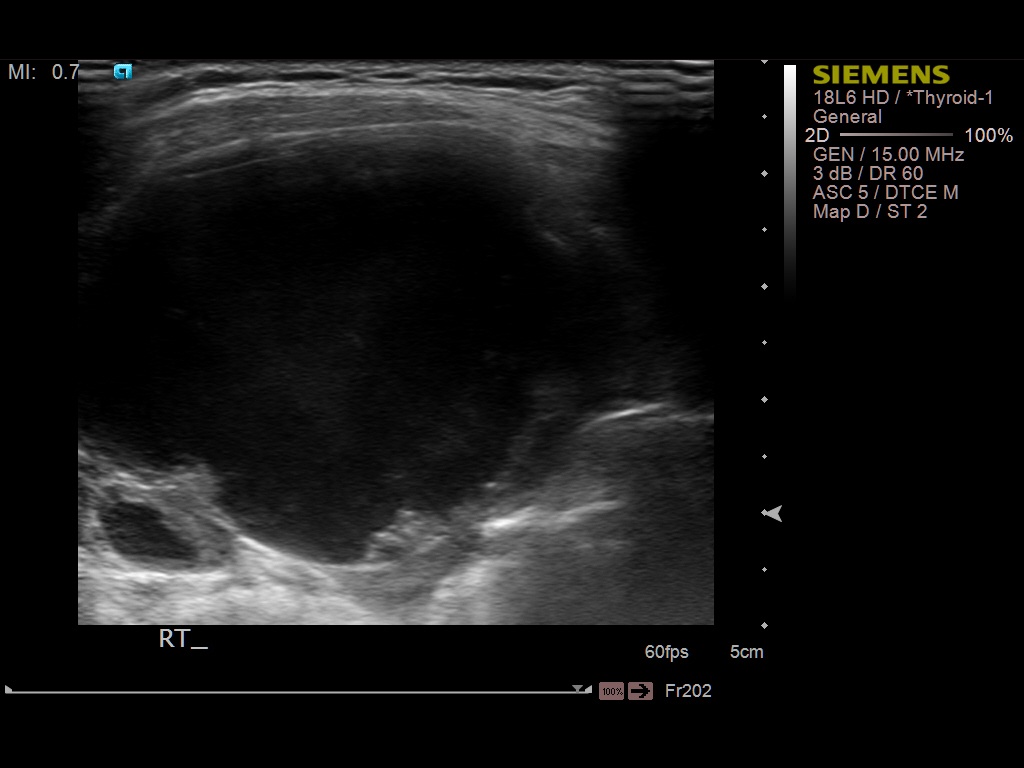 MI: 0.7
SIEMENS
18L6 HD / *Thyroid-1
General
2D 100%
GEN / 15.00 MHz
3 dB / DR 60
ASC 5 / DTCE M
Map D / ST 2
RT_
60fps 5cm
100% Fr202